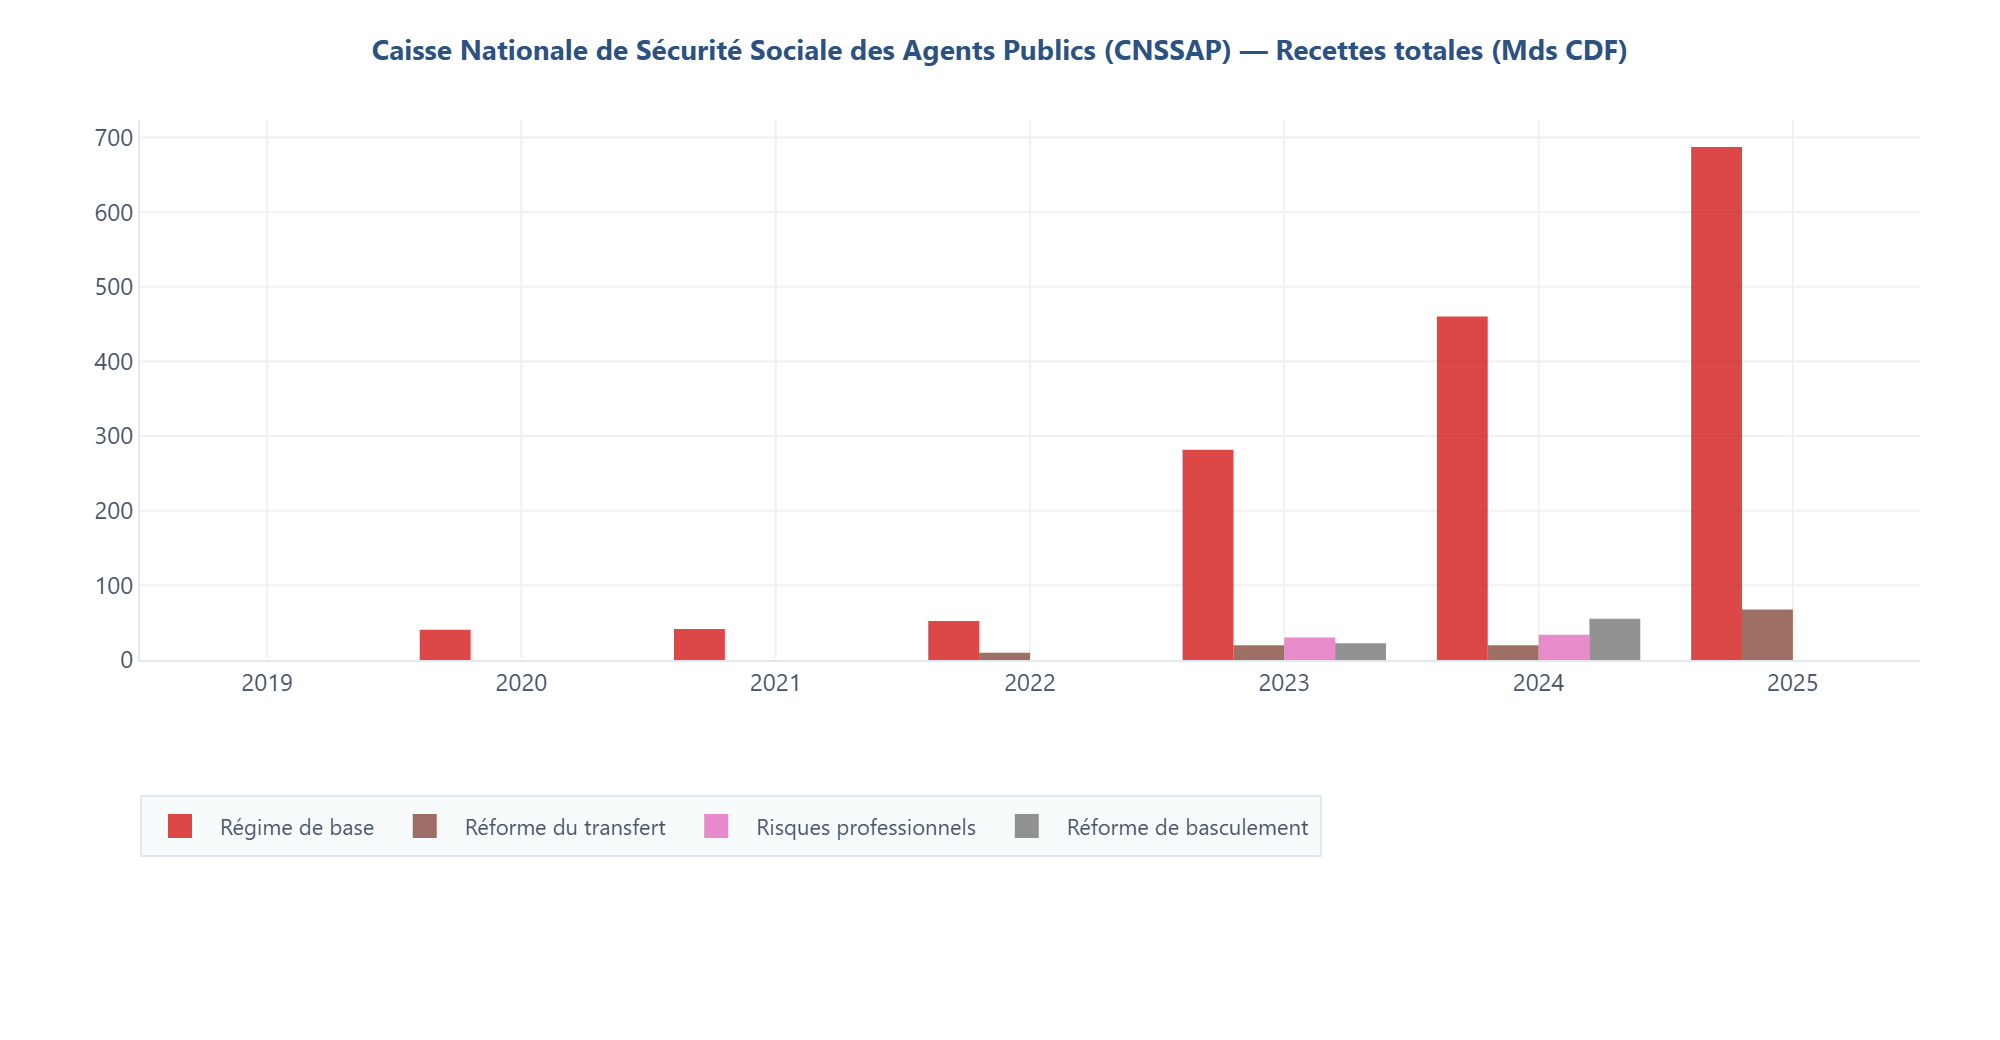 Caisse Nationale de Sécurité Sociale des Agents Publics (CNSSAP) — Recettes totales (Mds CDF)
700
600
500
400
300
200
100
0
2019 2020 2021 2022 2023 2024 2025
Régime de base Réforme du transfert Risques professionnels Réforme de basculement